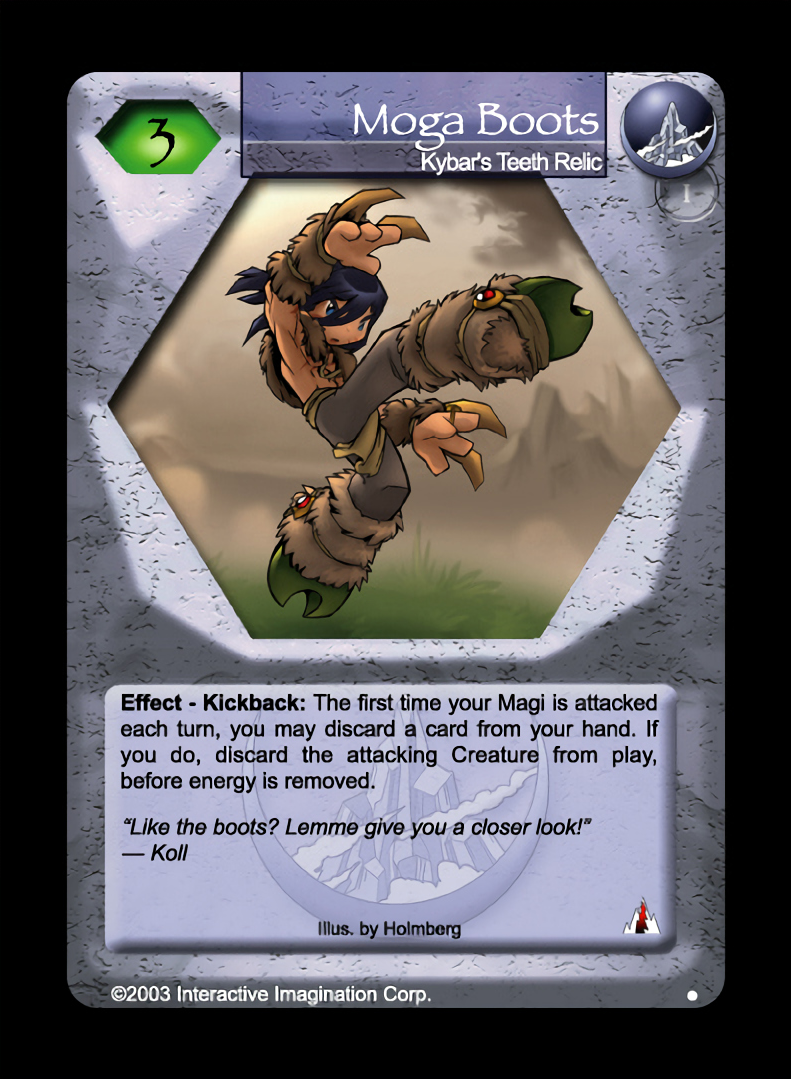 3
Moga Boots
Kybar's Teeth Relic
I
Effect - Kickback: The first time your Magi is attacked
each turn, you may discard a card from your hand. If
you do, discard the attacking Creature from play,
before energy is removed.
“Like the boots? Lemme give you a closer look!”
— Koll
Illus. by Holmberg
©2003 Interactive Imagination Corp.